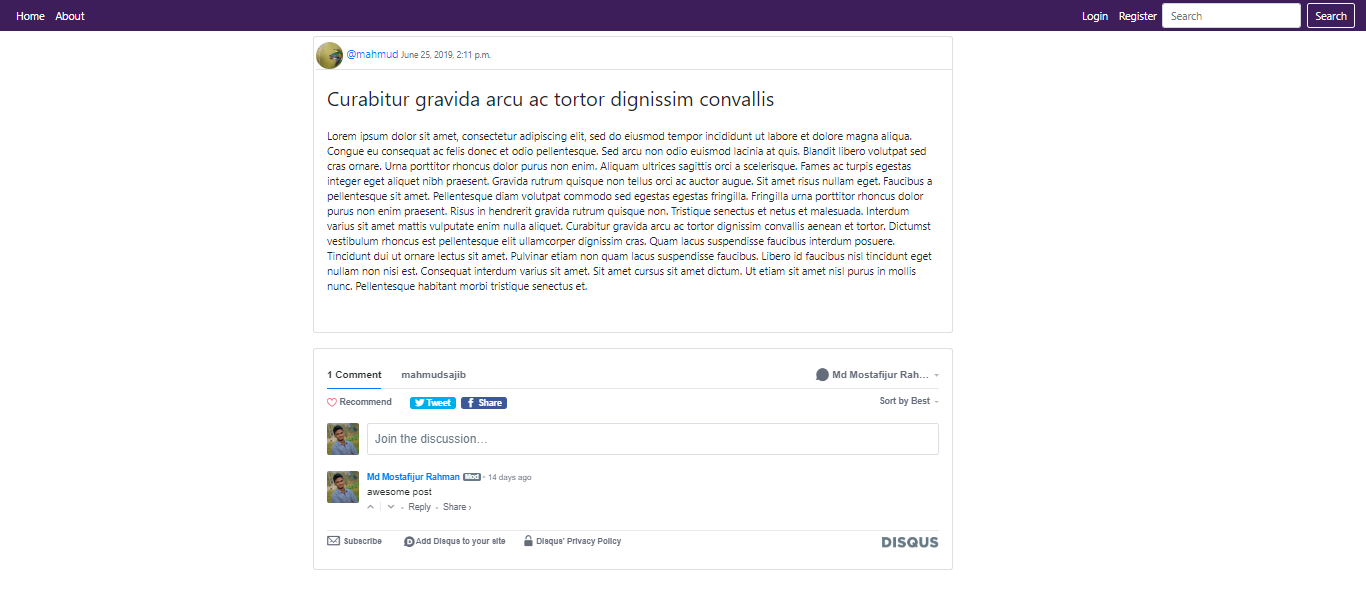 Home About Login Register Search Search
@mahmud June 25, 2019, 2:11 p.m.
Curabitur gravida arcu ac tortor dignissim convallis
Lorem ipsum dolor sit amet, consectetur adipiscing elit, sed do eiusmod tempor incididunt ut labore et dolore magna aliqua.
Congue eu consequat ac felis donec et odio pellentesque. Sed arcu non odio euismod lacinia at quis. Blandit libero volutpat sed
cras ornare. Urna porttitor rhoncus dolor purus non enim. Aliquam ultrices sagittis orci a scelerisque. Fames ac turpis egestas
integer eget aliquet nibh praesent. Gravida rutrum quisque non tellus orci ac auctor augue. Sit amet risus nullam eget. Faucibus a
pellentesque sit amet. Pellentesque diam volutpat commodo sed egestas egestas fringilla. Fringilla urna porttitor rhoncus dolor
purus non enim praesent. Risus in hendrerit gravida rutrum quisque non. Tristique senectus et netus et malesuada. Interdum
varius sit amet mattis vulputate enim nulla aliquet. Curabitur gravida arcu ac tortor dignissim convallis aenean et tortor. Dictumst
vestibulum rhoncus est pellentesque elit ullamcorper dignissim cras. Quam lacus suspendisse faucibus interdum posuere.
Tincidunt dui ut ornare lectus sit amet. Pulvinar etiam non quam lacus suspendisse faucibus. Libero id faucibus nisl tincidunt eget
nullam non nisi est. Consequat interdum varius sit amet. Sit amet cursus sit amet dictum. Ut etiam sit amet nisl purus in mollis
nunc. Pellentesque habitant morbi tristique senectus et.
1 Comment mahmudsajib Md Mostafijur Rah...
Recommend Tweet Share Sort by Best
Join the discussion...
Md Mostafijur Rahman Mod • 14 days ago
awesome post
Reply • Share ›
Subscribe Add Disqus to your site Disqus' Privacy Policy DISQUS